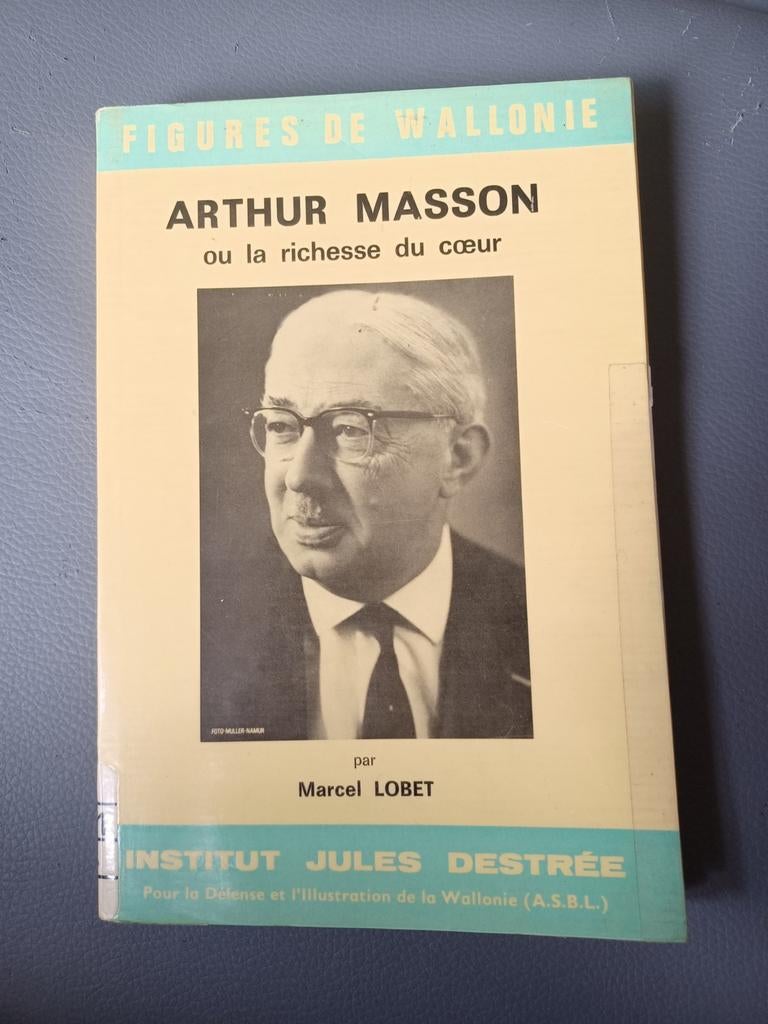 FIGURES DE WALLONIE
ARTHUR MASSON
ou la richesse du cœur
FOTO-MULLER-NAMUR
par
Marcel LOBET
INSTITUT JULES DESTRÉE
Pour la Défense et l'Illustration de la Wallonie (A.S.B.L.)